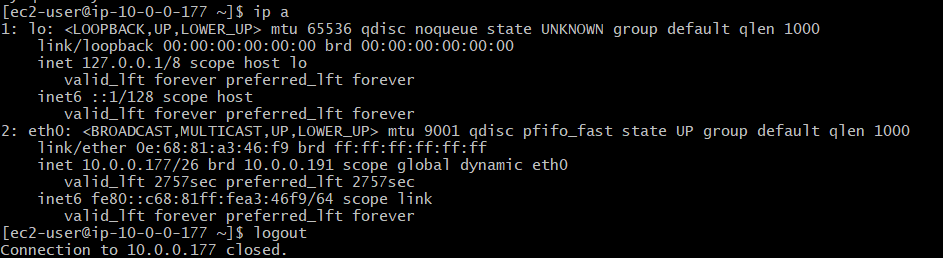 [ec2-user@ip-10-0-0-177 ~]$ ip a
1: lo: <LOOPBACK,UP,LOWER_UP> mtu 65536 qdisc noqueue state UNKNOWN group default qlen 1000
    link/loopback 00:00:00:00:00:00 brd 00:00:00:00:00:00
    inet 127.0.0.1/8 scope host lo
       valid_lft forever preferred_lft forever
    inet6 ::1/128 scope host
       valid_lft forever preferred_lft forever
2: eth0: <BROADCAST,MULTICAST,UP,LOWER_UP> mtu 9001 qdisc pfifo_fast state UP group default qlen 1000
    link/ether 0e:68:81:a3:46:f9 brd ff:ff:ff:ff:ff:ff
    inet 10.0.0.177/26 brd 10.0.0.191 scope global dynamic eth0
       valid_lft 2757sec preferred_lft 2757sec
    inet6 fe80::c68:81ff:fea3:46f9/64 scope link
       valid_lft forever preferred_lft forever
[ec2-user@ip-10-0-0-177 ~]$ logout
Connection to 10.0.0.177 closed.